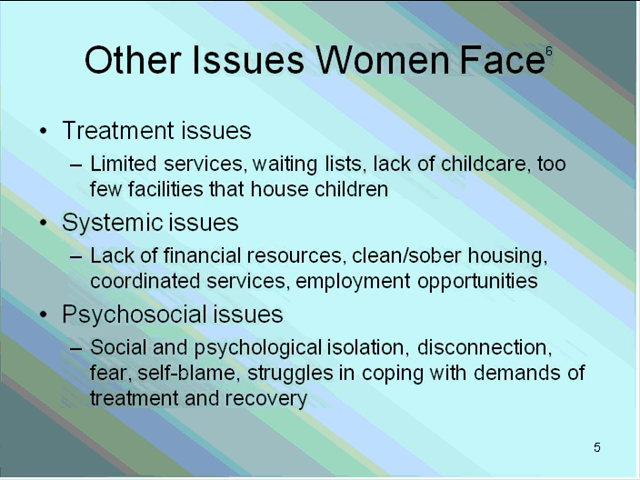 Other Issues Women Face6
• Treatment issues
– Limited services, waiting lists, lack of childcare, too
few facilities that house children
• Systemic issues
– Lack of financial resources, clean/sober housing,
coordinated services, employment opportunities
• Psychosocial issues
– Social and psychological isolation, disconnection,
fear, self-blame, struggles in coping with demands of
treatment and recovery
5